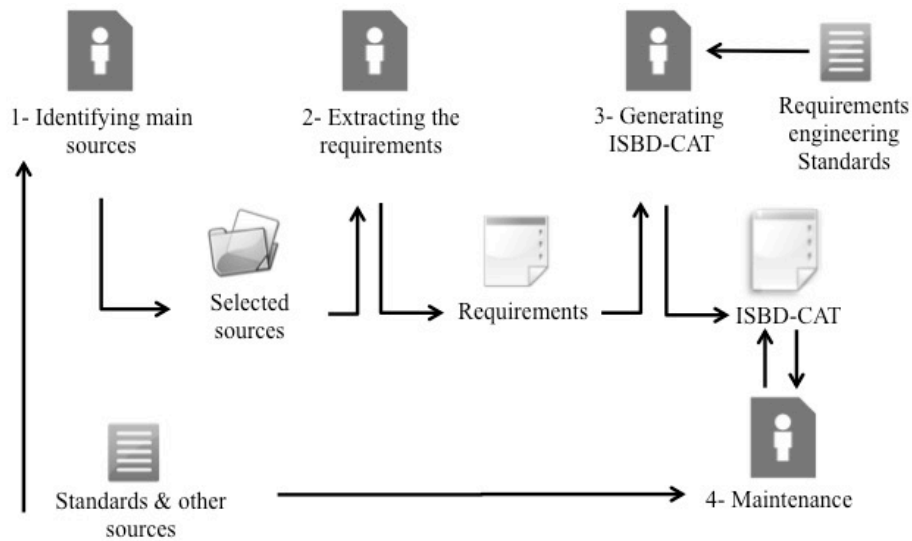 1- Identifying main
sources
2- Extracting the
requirements
3- Generating
ISBD-CAT
Requirements
engineering
Standards
Selected
sources
Requirements
ISBD-CAT
Standards & other
sources
4- Maintenance